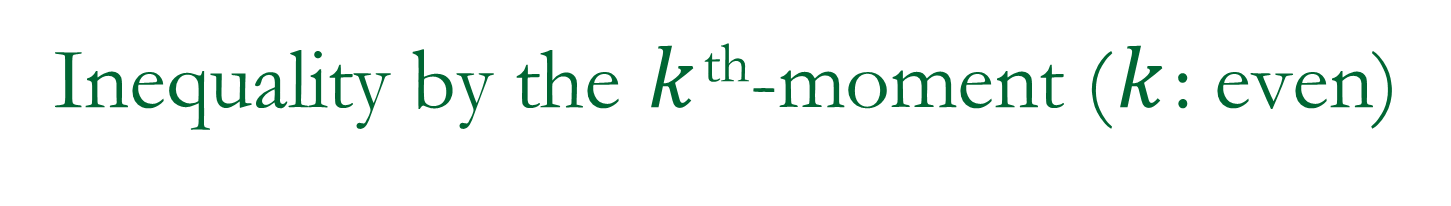 Inequality by the k th-moment (k : even)